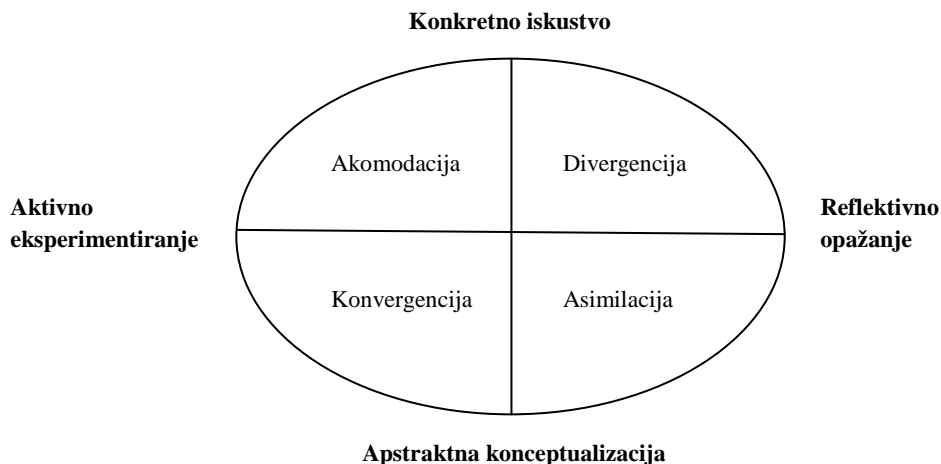 Konkretno iskustvo
Akomodacija
Divergencija
Aktivno
eksperimentiranje
Reflektivno
opažanje
Konvergencija
Asimilacija
Apstraktna konceptualizacija